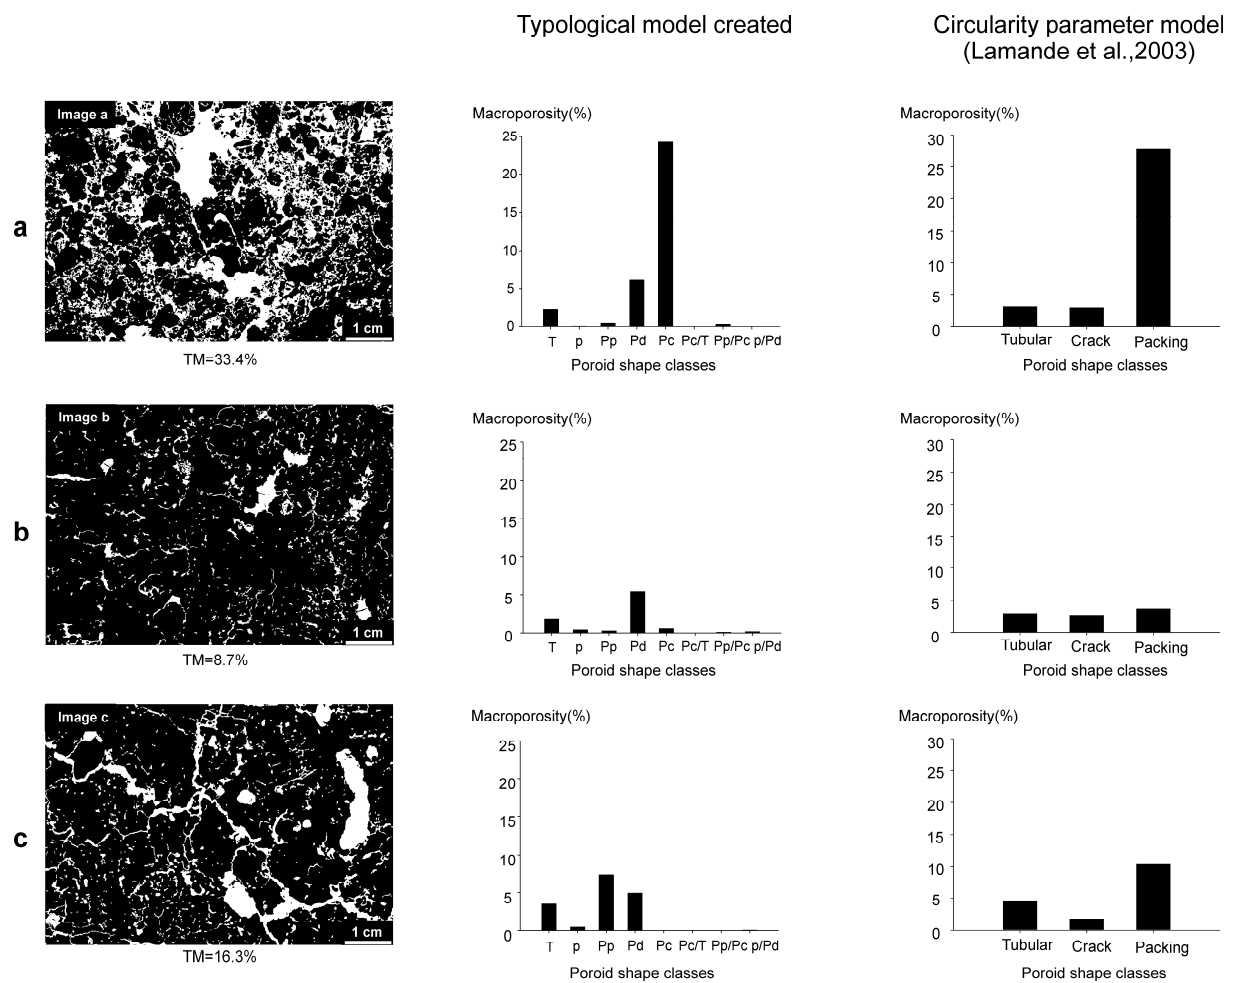 Typological model created
Circularity parameter model
(Lamande et al.,2003)
a
Image a
1 cm
TM=33.4%
Macroporosity(%)
25
20
15
10
5
0
T p Pp Pd Pc Pc/T Pp/Pc p/Pd
Poroid shape classes
Macroporosity(%)
30
25
20
15
10
5
0
Tubular Crack Packing
Poroid shape classes
b
Image b
1 cm
TM=8.7%
Macroporosity(%)
25
20
15
10
5
0
T p Pp Pd Pc Pc/T Pp/Pc p/Pd
Poroid shape classes
Macroporosity(%)
30
25
20
15
10
5
0
Tubular Crack Packing
Poroid shape classes
c
Image c
1 cm
TM=16.3%
Macroporosity(%)
25
20
15
10
5
0
T p Pp Pd Pc Pc/T Pp/Pc p/Pd
Poroid shape classes
Macroporosity(%)
30
25
20
15
10
5
0
Tubular Crack Packing
Poroid shape classes